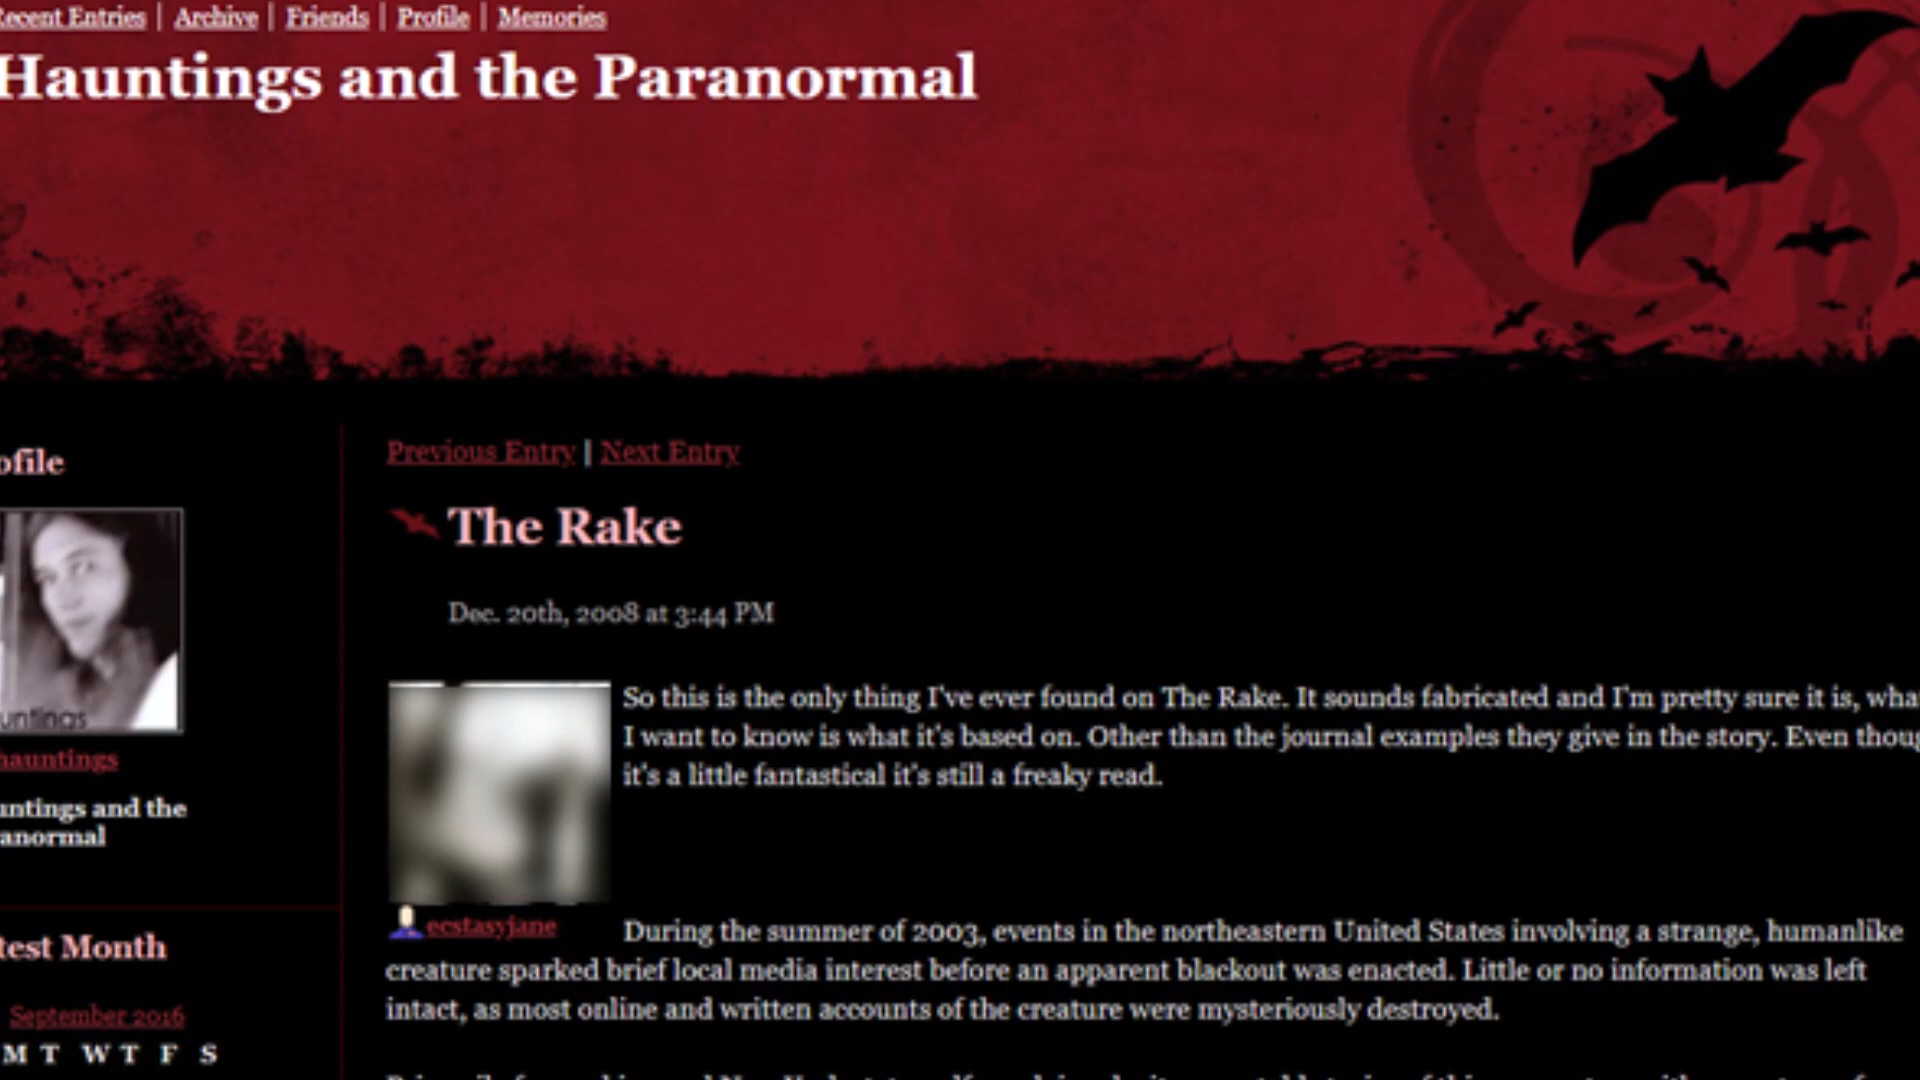 Recent Entries | Archive | Friends | Profile | Memories
Hauntings and the Paranormal
ofile
untings
hauntings
untings and the
anormal
test Month
September 2016
M T W T F S
Previous Entry | Next Entry
The Rake
Dec. 20th, 2008 at 3:44 PM
So this is the only thing I've ever found on The Rake. It sounds fabricated and I'm pretty sure it is, wha
I want to know is what it's based on. Other than the journal examples they give in the story. Even thoug
it's a little fantastical it's still a freaky read.
ecstasyjane
During the summer of 2003, events in the northeastern United States involving a strange, humanlike
creature sparked brief local media interest before an apparent blackout was enacted. Little or no information was left
intact, as most online and written accounts of the creature were mysteriously destroyed.